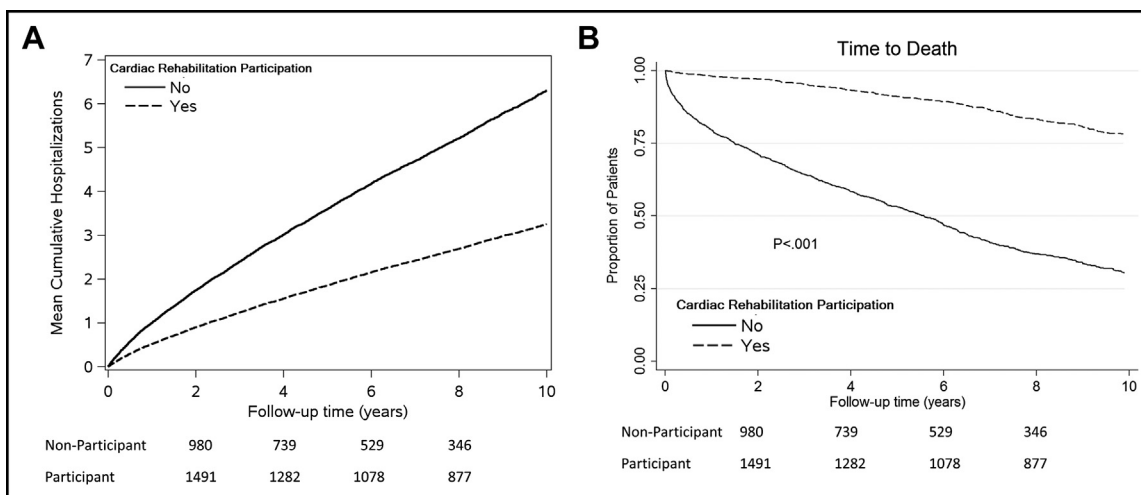 A
Mean Cumulative Hospitalizations
7
6
5
4
3
2
1
0
Cardiac Rehabilitation Participation
No
Yes
0 2 4 6 8 10
Follow-up time (years)
Non-Participant 980 739 529 346
Participant 1491 1282 1078 877
B
Time to Death
Proportion of Patients
1.00
0.75
0.50
0.25
0.00
P<.001
Cardiac Rehabilitation Participation
No
Yes
0 2 4 6 8 10
Follow-up time (years)
Non-Participant 980 739 529 346
Participant 1491 1282 1078 877